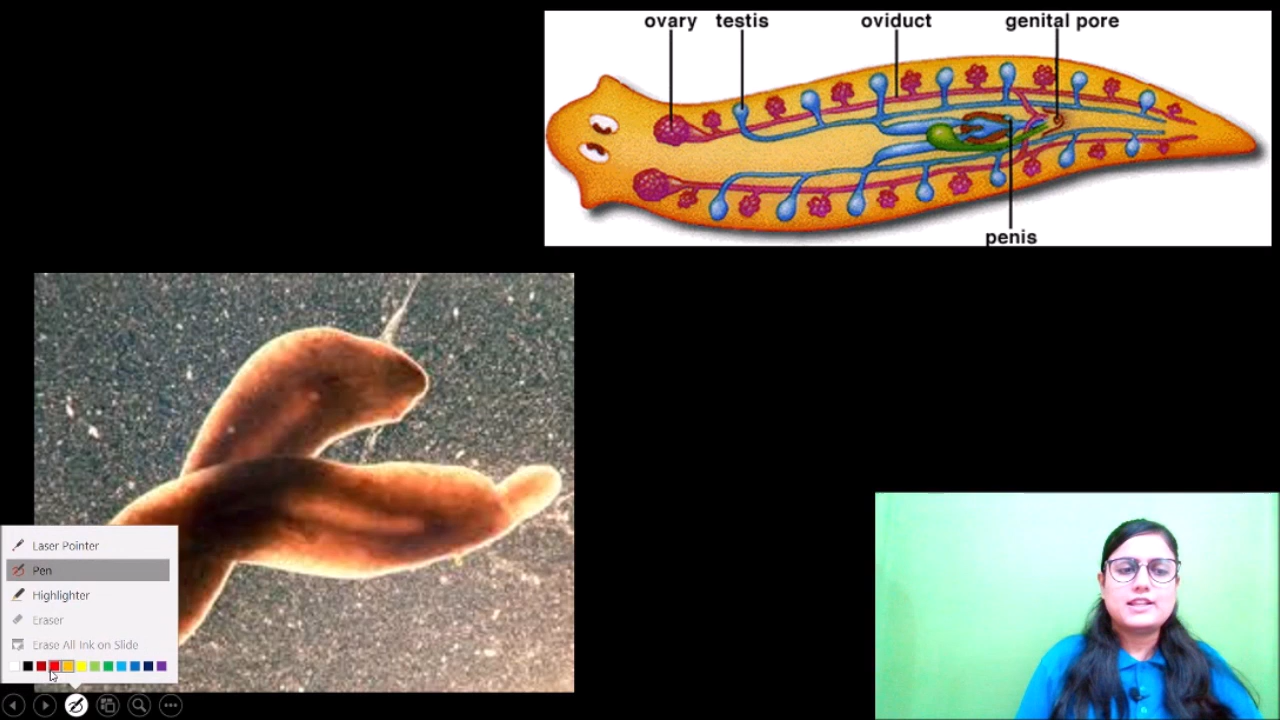 ovary testis oviduct genital pore
penis
Laser Pointer
Pen
Highlighter
Eraser
Erase All Ink on Slide